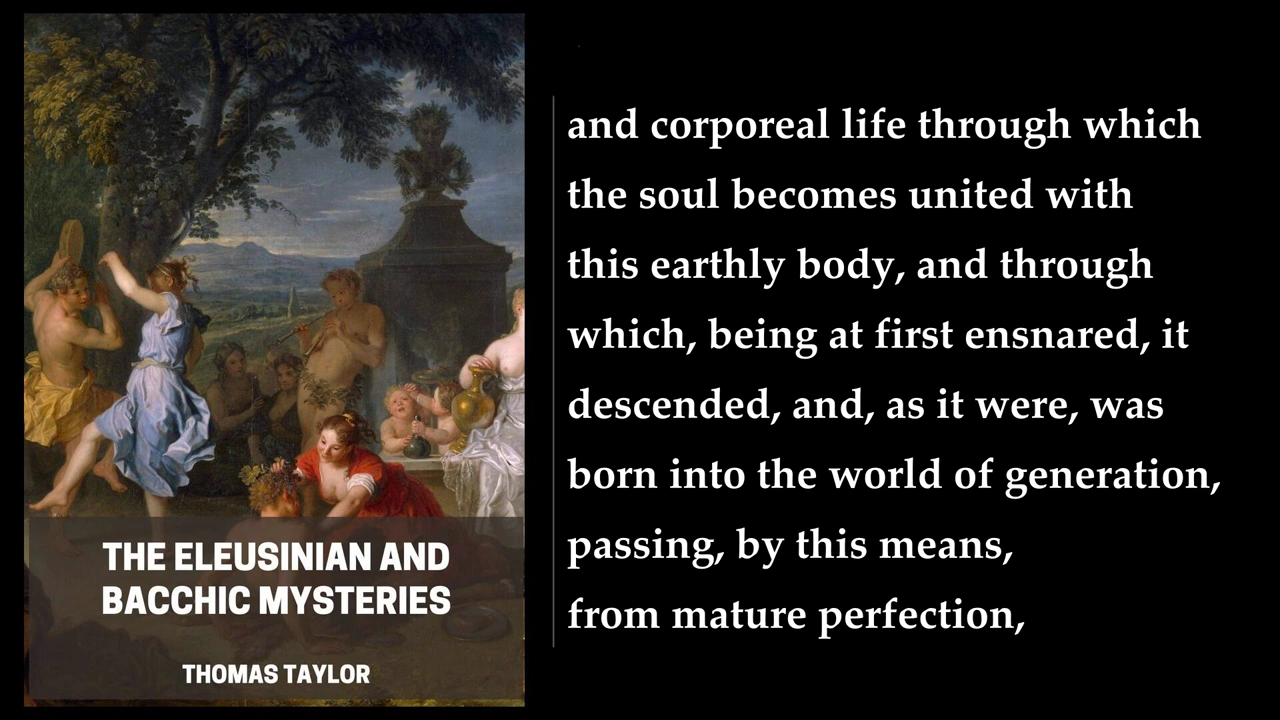 THE ELEUSINIAN AND
BACCHIC MYSTERIES
THOMAS TAYLOR
and corporeal life through which
the soul becomes united with
this earthly body, and through
which, being at first ensnared, it
descended, and, as it were, was
born into the world of generation,
passing, by this means,
from mature perfection,